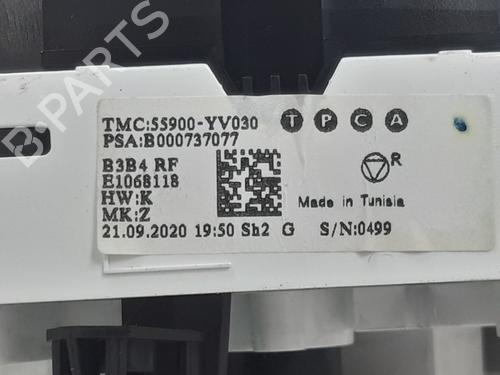 TMC:55900-YV030 T P C A
PSA:B000737077
B3B4 RF
E1068118
HW:K
MK:Z
R
Made in Tunisia
21.09.2020 19:50 Sh2 G S/N:0499
B-PARTS